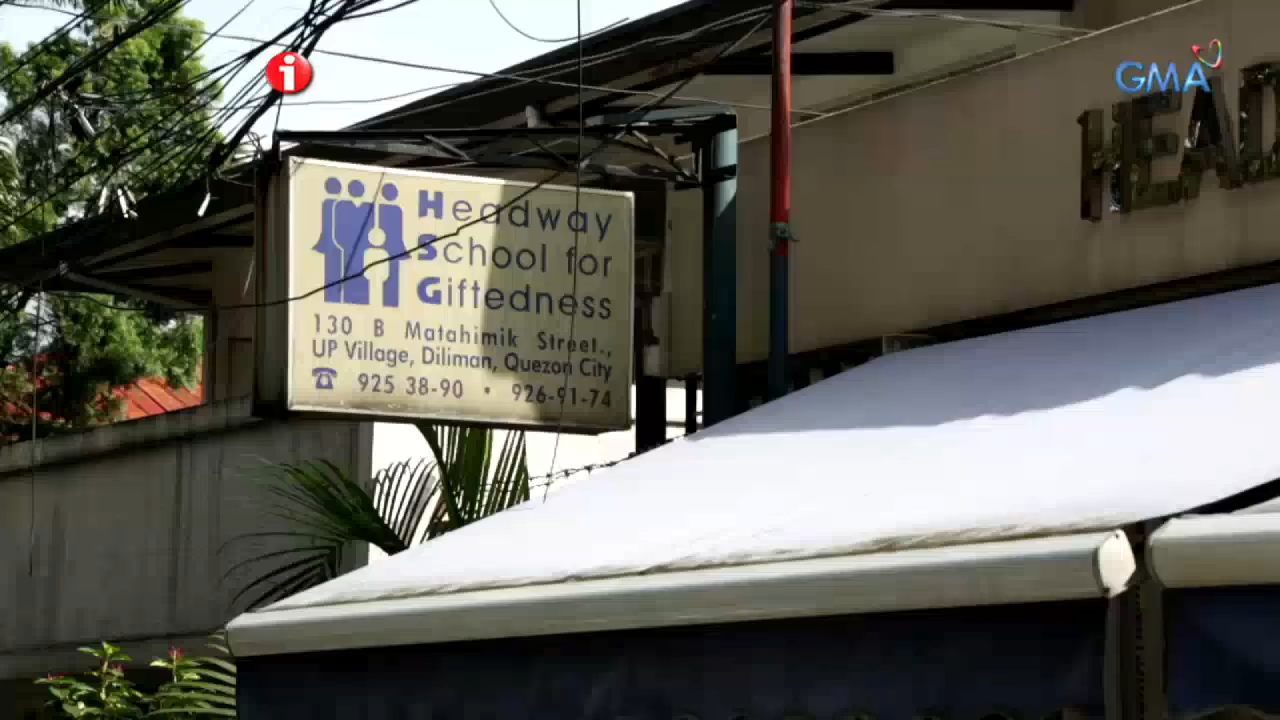 i
GMA
HEAD
Headway
School for
Giftedness
130 B Matahimik Street.,
UP Village, Diliman, Quezon City
☎ 925 38-90 • 926-91-74